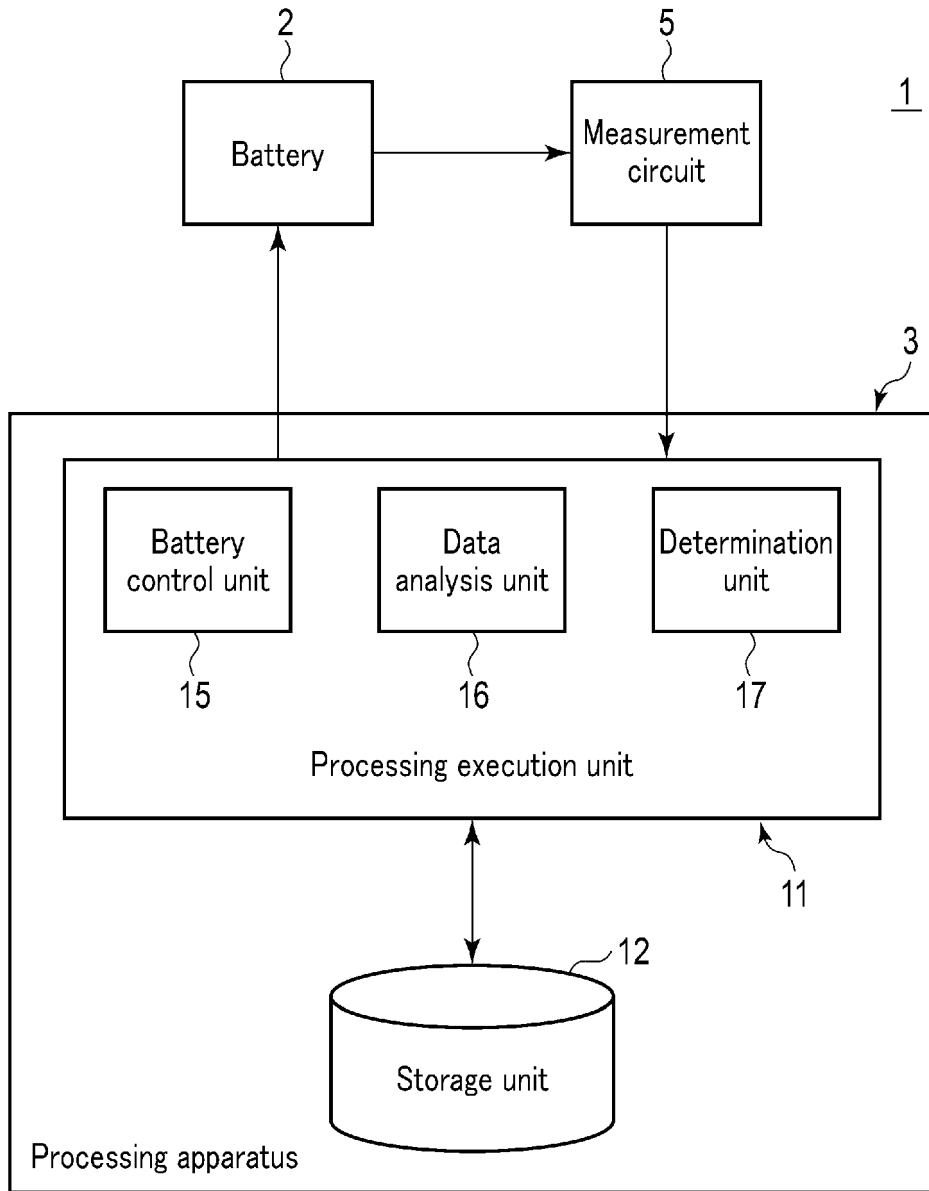 2
5
1
Battery
Measurement
circuit
3
Battery
control unit
Data
analysis unit
Determination
unit
15
16
17
Processing execution unit
11
12
Storage unit
Processing apparatus